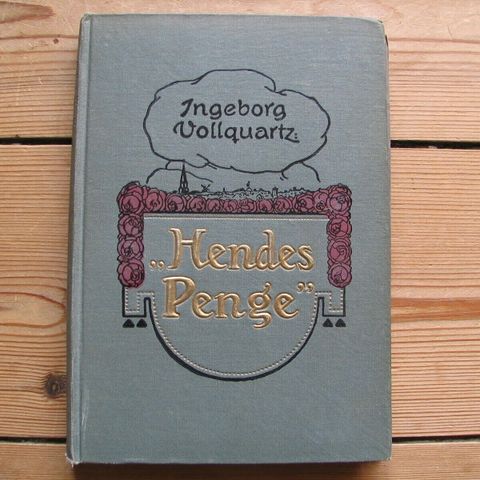 Ingeborg
Vollquartz:
„Hendes
Penge”